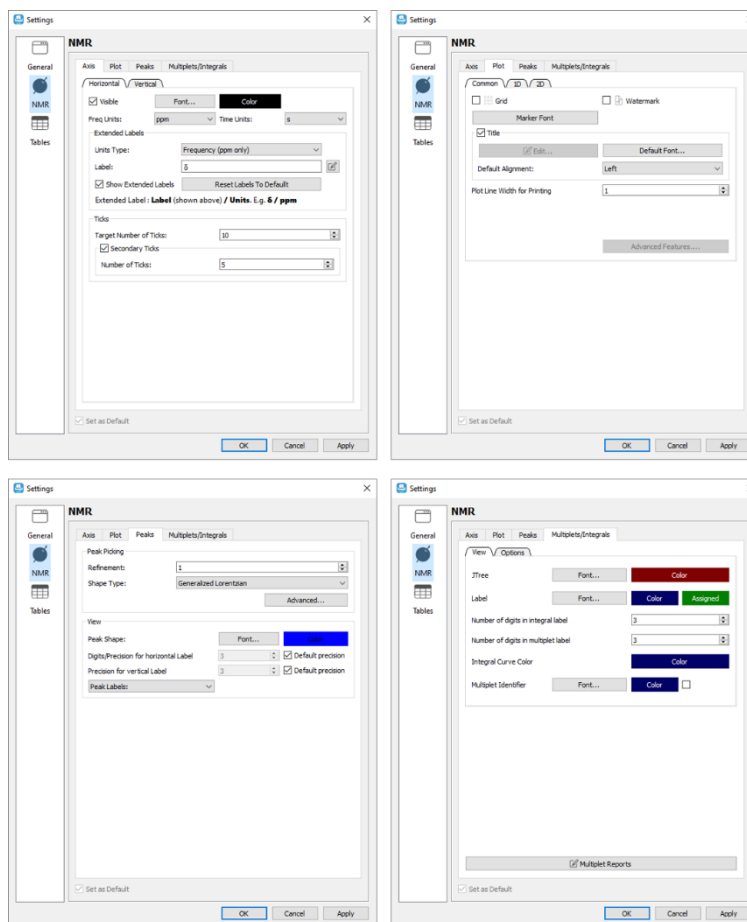 Settings
NMR
General
NMR
Tables
Axis Plot Peaks Multiplets/Integrals
Horizontal Vertical
Visible Font... Color
Freq Units: ppm Time Units: s
Extended Labels
Units Type: Frequency (ppm only)
Label: δ
Show Extended Labels Reset Labels To Default
Extended Label : Label (shown above) / Units. E.g. δ / ppm
Ticks
Target Number of Ticks: 10
Secondary Ticks
Number of Ticks: 5
Set as Default
OK Cancel Apply
Settings
NMR
General
NMR
Tables
Axis Plot Peaks Multiplets/Integrals
Common 1D 2D
Grid Watermark
Marker Font
Title
Edit... Default Font...
Default Alignment: Left
Plot Line Width for Printing 1
Advanced Features....
Set as Default
OK Cancel Apply
Settings
NMR
General
NMR
Tables
Axis Plot Peaks Multiplets/Integrals
Peak Picking
Refinement: 1
Shape Type: Generalized Lorentzian
Advanced...
View
Peak Shape: Font... Color
Digits/Precision for horizontal Label 3 Default precision
Precision for vertical Label 3 Default precision
Peak Labels:
Set as Default
OK Cancel Apply
Settings
NMR
General
NMR
Tables
Axis Plot Peaks Multiplets/Integrals
View Options
JTree Font... Color
Label Font... Color Assigned
Number of digits in integral label 3
Number of digits in multiplet label 3
Integral Curve Color Color
Multiplet Identifier Font... Color
Multiplet Reports
Set as Default
OK Cancel Apply